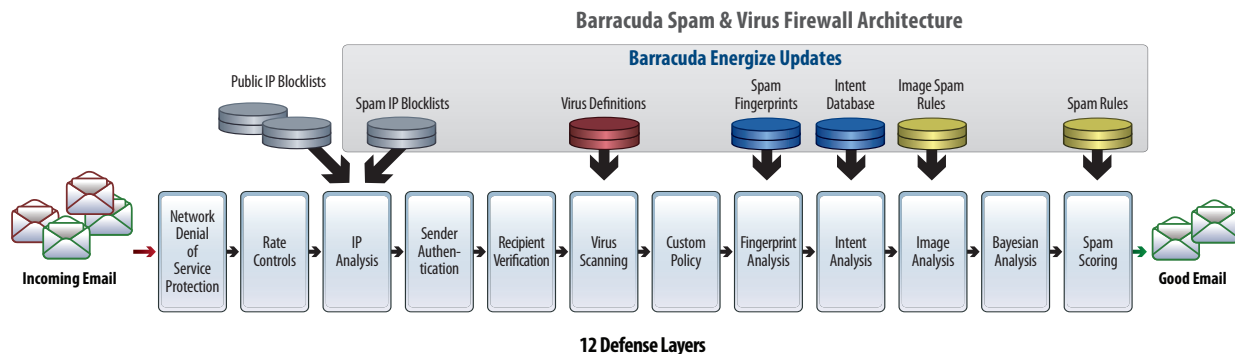 Barracuda Spam & Virus Firewall Architecture
Barracuda Energize Updates
Public IP Blocklists
Spam IP Blocklists
Virus Definitions
Spam
Fingerprints
Intent
Database
Image Spam
Rules
Spam Rules
Incoming Email
Network
Denial
of
Service
Protection
Rate
Controls
IP
Analysis
Sender
Authen-
tication
Recipient
Verification
Virus
Scanning
Custom
Policy
Fingerprint
Analysis
Intent
Analysis
Image
Analysis
Bayesian
Analysis
Spam
Scoring
Good Email
12 Defense Layers